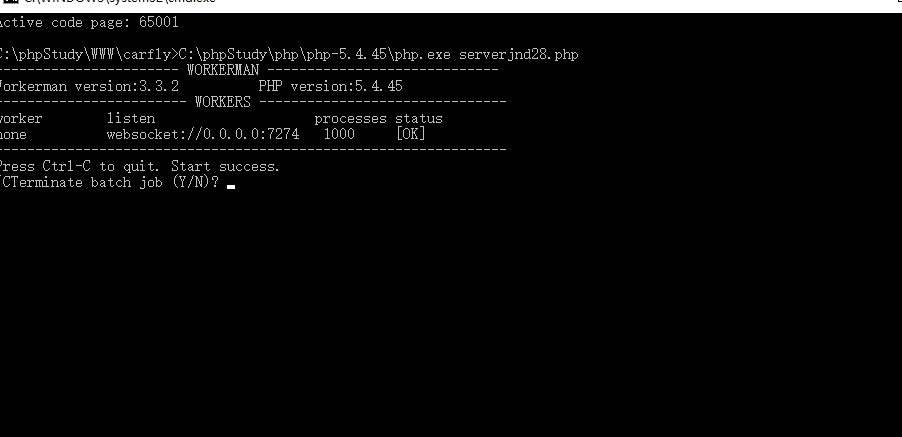 C:\WINDOWS\system32\cmd.exe
Active code page: 65001
C:\phpStudy\WWW\carfly>C:\phpStudy\php\php-5.4.45\php.exe serverjnd28.php
----------------------- WORKERMAN -----------------------------
Workerman version:3.3.2          PHP version:5.4.45
------------------------ WORKERS -------------------------------
worker        listen                    processes status
none          websocket://0.0.0.0:7274   1000     [OK]
----------------------------------------------------------------
Press Ctrl-C to quit. Start success.
^CTerminate batch job (Y/N)?